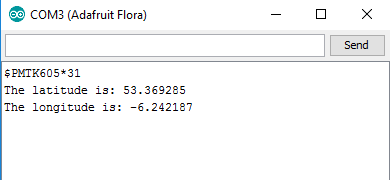 COM3 (Adafruit Flora)
Send
$PMTK605*31
The latitude is: 53.369285
The longitude is: -6.242187